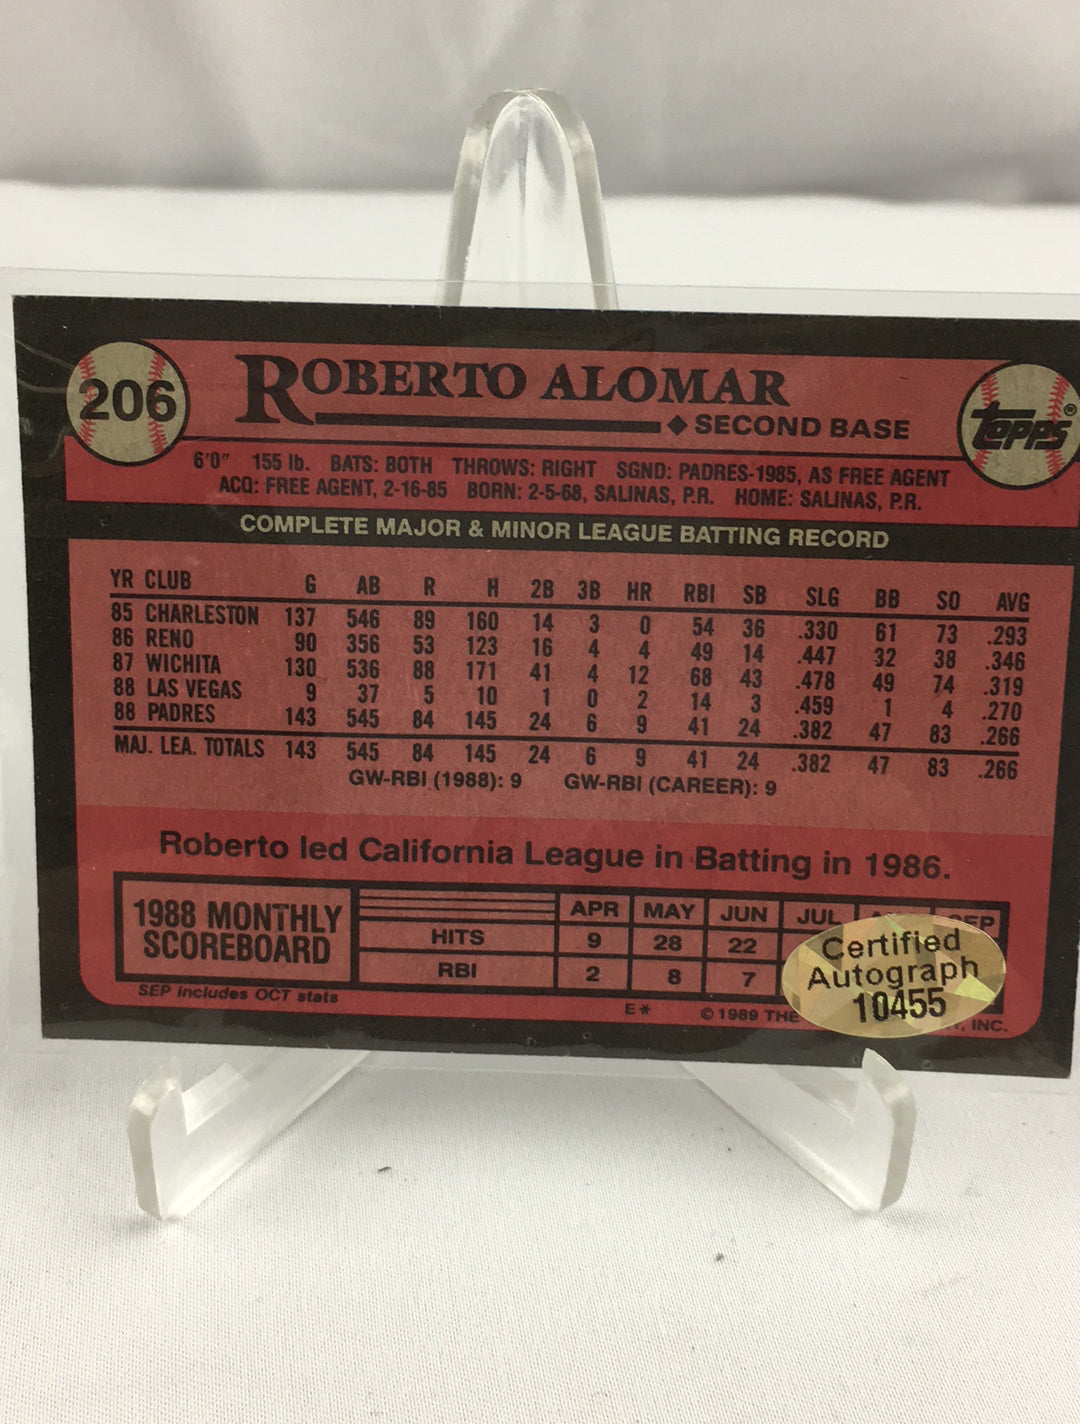 206
ROBERTO ALOMAR
◆ SECOND BASE
TOPPS®
6'0" 155 lb. BATS: BOTH THROWS: RIGHT SGND: PADRES-1985, AS FREE AGENT
ACQ: FREE AGENT, 2-16-85 BORN: 2-5-68, SALINAS, P.R. HOME: SALINAS, P.R.
COMPLETE MAJOR & MINOR LEAGUE BATTING RECORD
YR CLUB G AB R H 2B 3B HR RBI SB SLG BB SO AVG
85 CHARLESTON 137 546 89 160 14 3 0 54 36 .330 61 73 .293
86 RENO 90 356 53 123 16 4 4 49 14 .447 32 38 .346
87 WICHITA 130 536 88 171 41 4 12 68 43 .478 49 74 .319
88 LAS VEGAS 9 37 5 10 1 0 2 14 3 .459 1 4 .270
88 PADRES 143 545 84 145 24 6 9 41 24 .382 47 83 .266
MAJ. LEA. TOTALS 143 545 84 145 24 6 9 41 24 .382 47 83 .266
GW-RBI (1988): 9 GW-RBI (CAREER): 9
Roberto led California League in Batting in 1986.
1988 MONTHLY
SCOREBOARD
APR MAY JUN JUL SEP
HITS 9 28 22
RBI 2 8 7
SEP includes OCT stats
E* © 1989 THE INC.
Certified
Autograph
10455